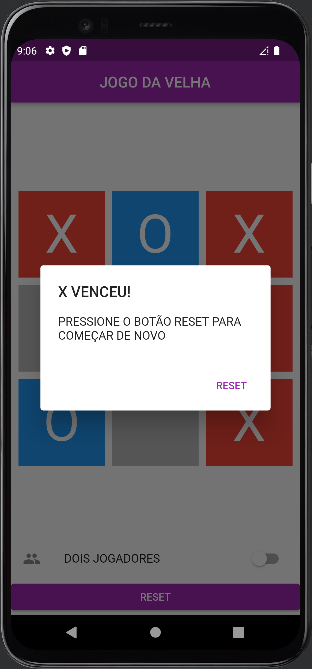 9:06
JOGO DA VELHA
X O X
X VENCEU!
PRESSIONE O BOTÃO RESET PARA
COMEÇAR DE NOVO
RESET
O X
DOIS JOGADORES
RESET